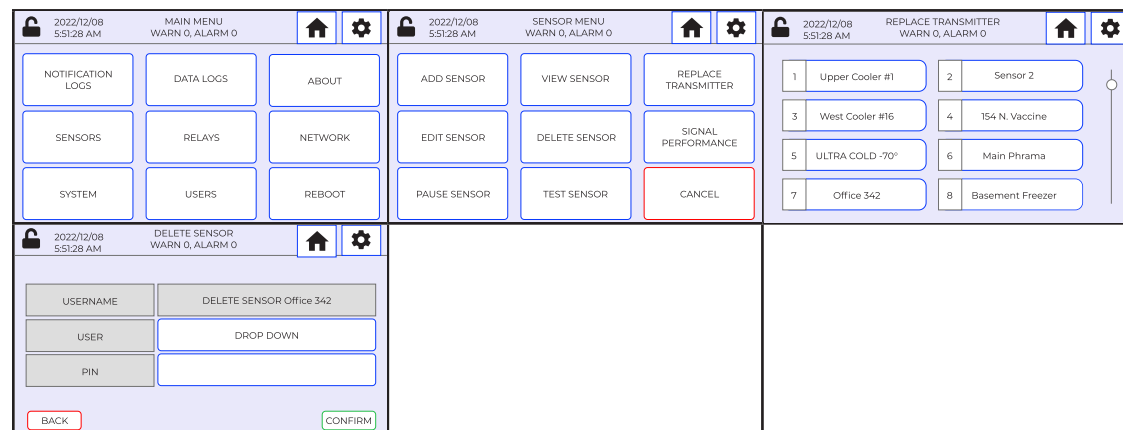 2022/12/08
5:51:28 AM
MAIN MENU
WARN 0, ALARM 0
NOTIFICATION
LOGS
DATA LOGS
ABOUT
SENSORS
RELAYS
NETWORK
SYSTEM
USERS
REBOOT
2022/12/08
5:51:28 AM
SENSOR MENU
WARN 0, ALARM 0
ADD SENSOR
VIEW SENSOR
REPLACE
TRANSMITTER
EDIT SENSOR
DELETE SENSOR
SIGNAL
PERFORMANCE
PAUSE SENSOR
TEST SENSOR
CANCEL
2022/12/08
5:51:28 AM
REPLACE TRANSMITTER
WARN 0, ALARM 0
1 Upper Cooler #1
2 Sensor 2
3 West Cooler #16
4 154 N. Vaccine
5 ULTRA COLD -70°
6 Main Phrama
7 Office 342
8 Basement Freezer
2022/12/08
5:51:28 AM
DELETE SENSOR
WARN 0, ALARM 0
USERNAME
DELETE SENSOR Office 342
USER
DROP DOWN
PIN
BACK
CONFIRM